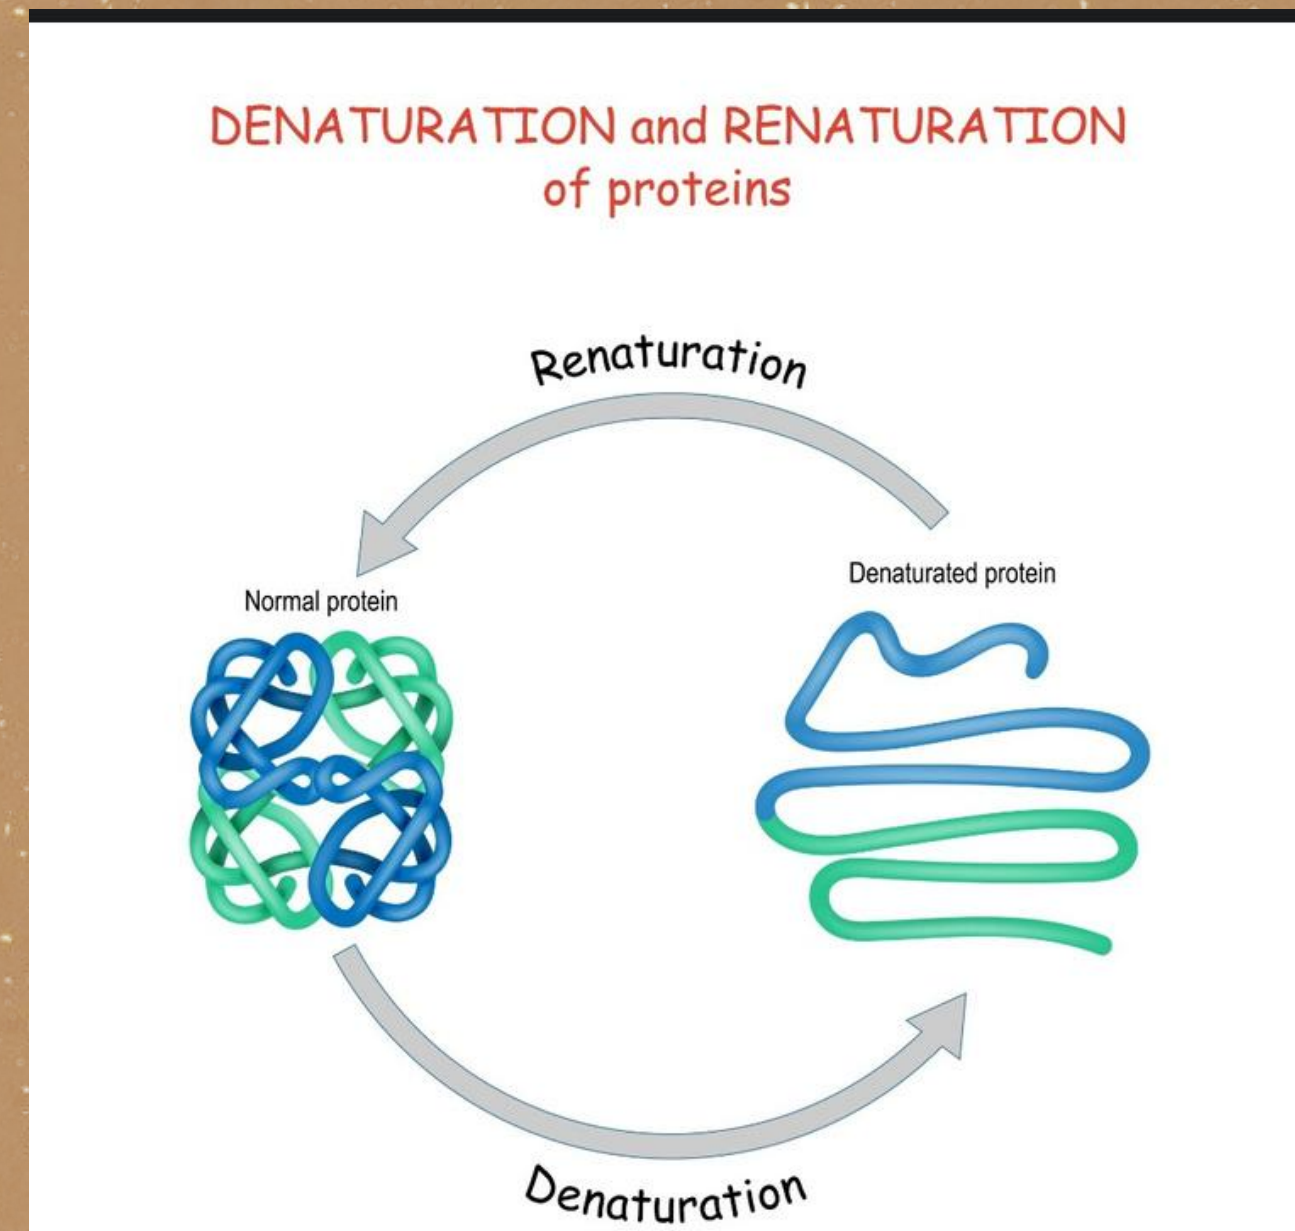 DENATURATION and RENATURATION
of proteins
Renaturation
Denaturated protein
Normal protein
Denaturation